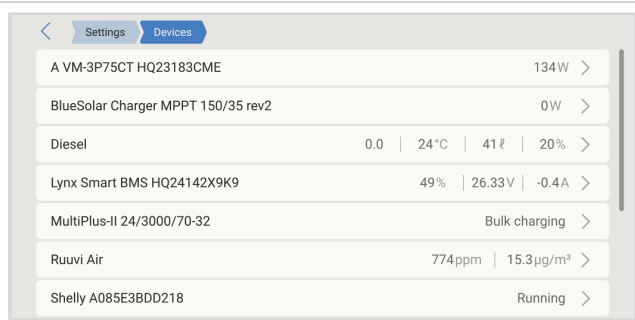 Settings Devices
A VM-3P75CT HQ23183CME 134W
BlueSolar Charger MPPT 150/35 rev2 0W
Diesel 0.0 24°C 41ℓ 20%
Lynx Smart BMS HQ24142X9K9 49% 26.33V -0.4A
MultiPlus-II 24/3000/70-32 Bulk charging
Ruuvi Air 774ppm 15.3µg/m³
Shelly A085E3BDD218 Running